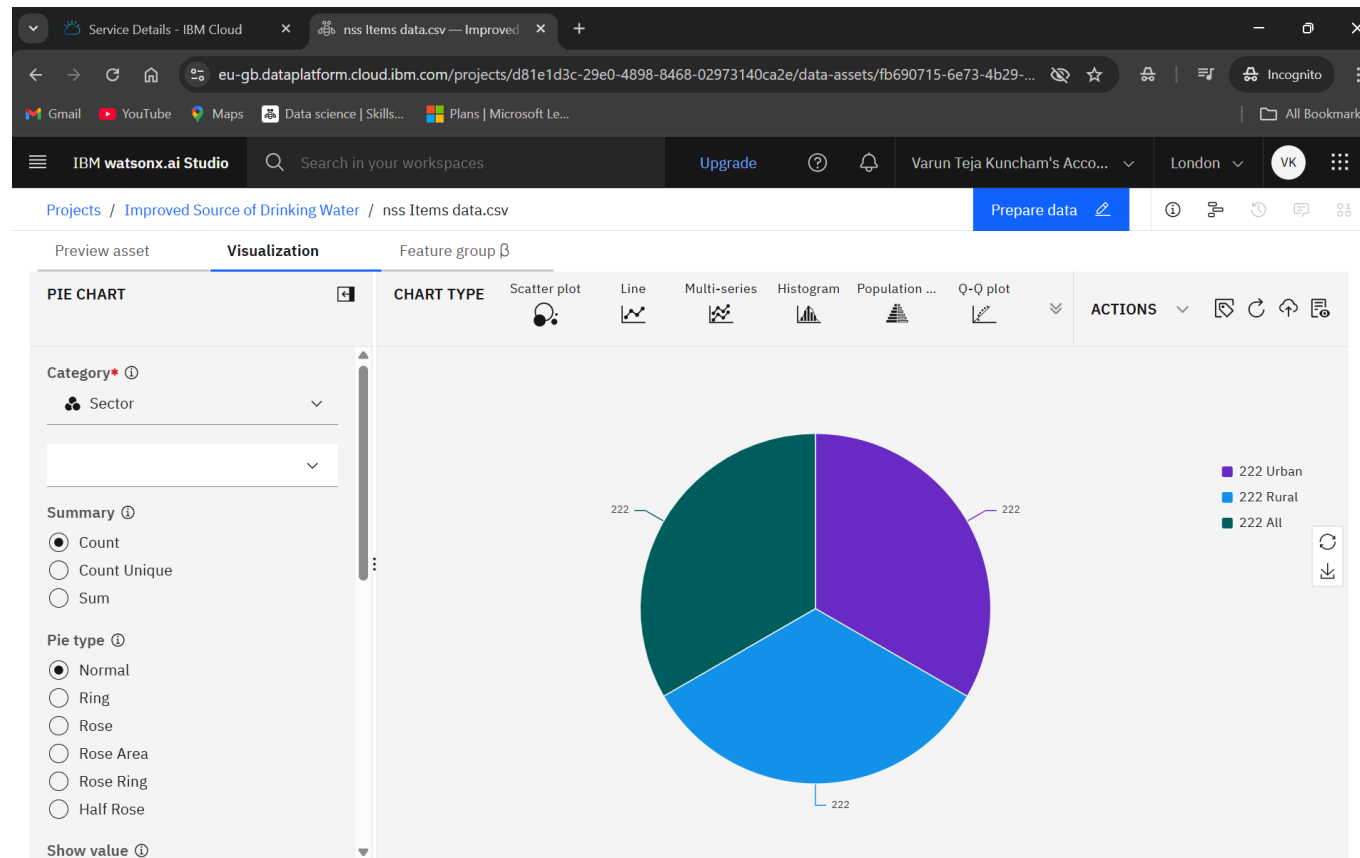 Service Details - IBM Cloud
nss Items data.csv — Improved
eu-gb.dataplatform.cloud.ibm.com/projects/d81e1d3c-29e0-4898-8468-02973140ca2e/data-assets/fb690715-6e73-4b29-...
Incognito
Gmail
YouTube
Maps
Data science | Skills...
Plans | Microsoft Le...
All Bookmark
IBM watsonx.ai Studio
Search in your workspaces
Upgrade
Varun Teja Kuncham's Acco...
London
VK
Projects / Improved Source of Drinking Water / nss Items data.csv
Prepare data
Preview asset
Visualization
Feature group β
PIE CHART
CHART TYPE
Scatter plot
Line
Multi-series
Histogram
Population ...
Q-Q plot
ACTIONS
Category*
Sector
Summary
Count
Count Unique
Sum
Pie type
Normal
Ring
Rose
Rose Area
Rose Ring
Half Rose
Show value
222
222
222
222 Urban
222 Rural
222 All